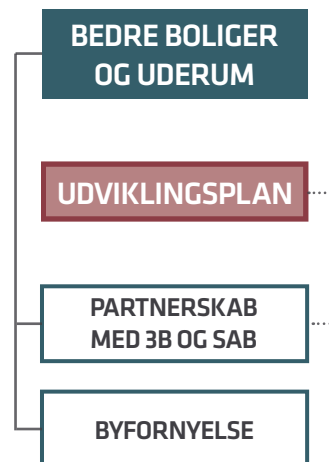 BEDRE BOLIGER
OG UDERUM
UDVIKLINGSPLAN
PARTNERSKAB
MED 3B OG SAB
BYFORNYELSE